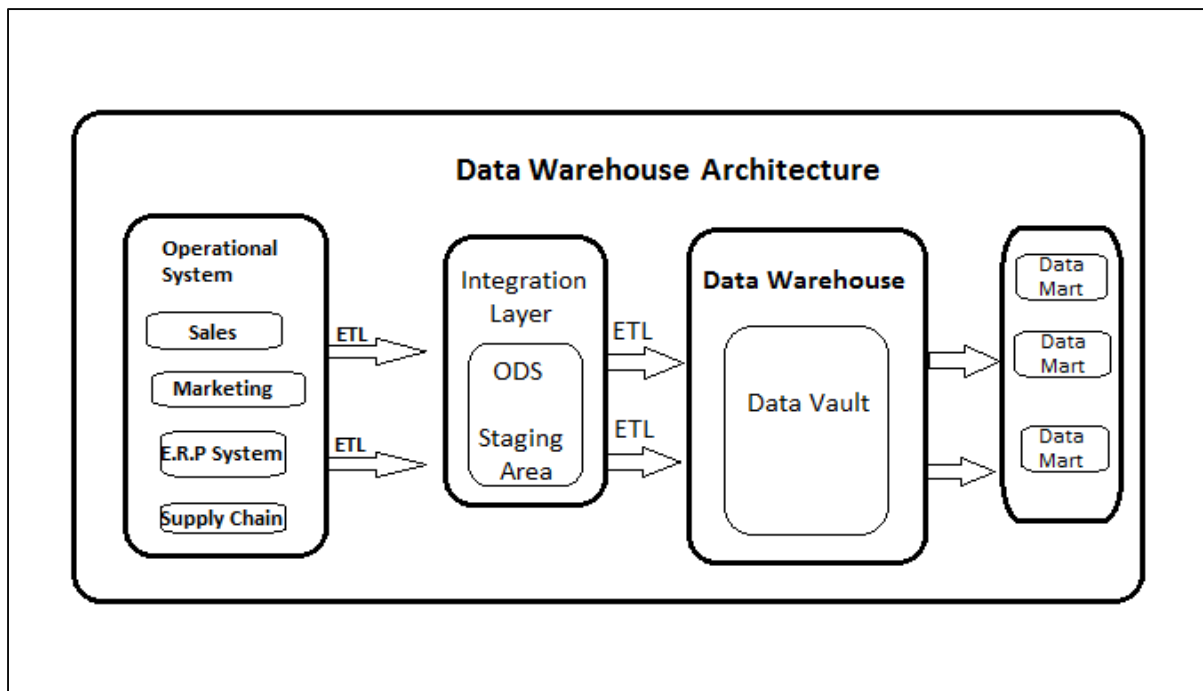 Data Warehouse Architecture
Operational
System
Sales
Marketing
E.R.P System
Supply Chain
ETL
ETL
Integration
Layer
ODS
Staging
Area
ETL
ETL
Data Warehouse
Data Vault
Data
Mart
Data
Mart
Data
Mart